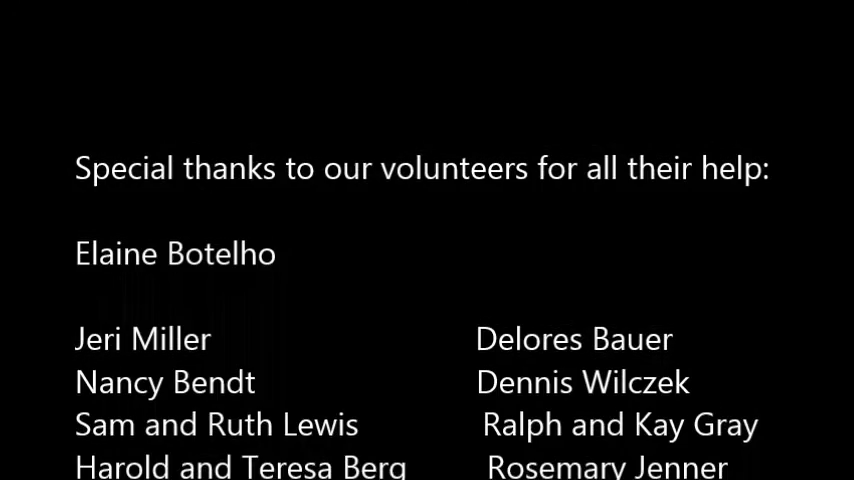 Special thanks to our volunteers for all their help:
Elaine Botelho
Jeri Miller Delores Bauer
Nancy Bendt Dennis Wilczek
Sam and Ruth Lewis Ralph and Kay Gray
Harold and Teresa Berg Rosemary Jenner